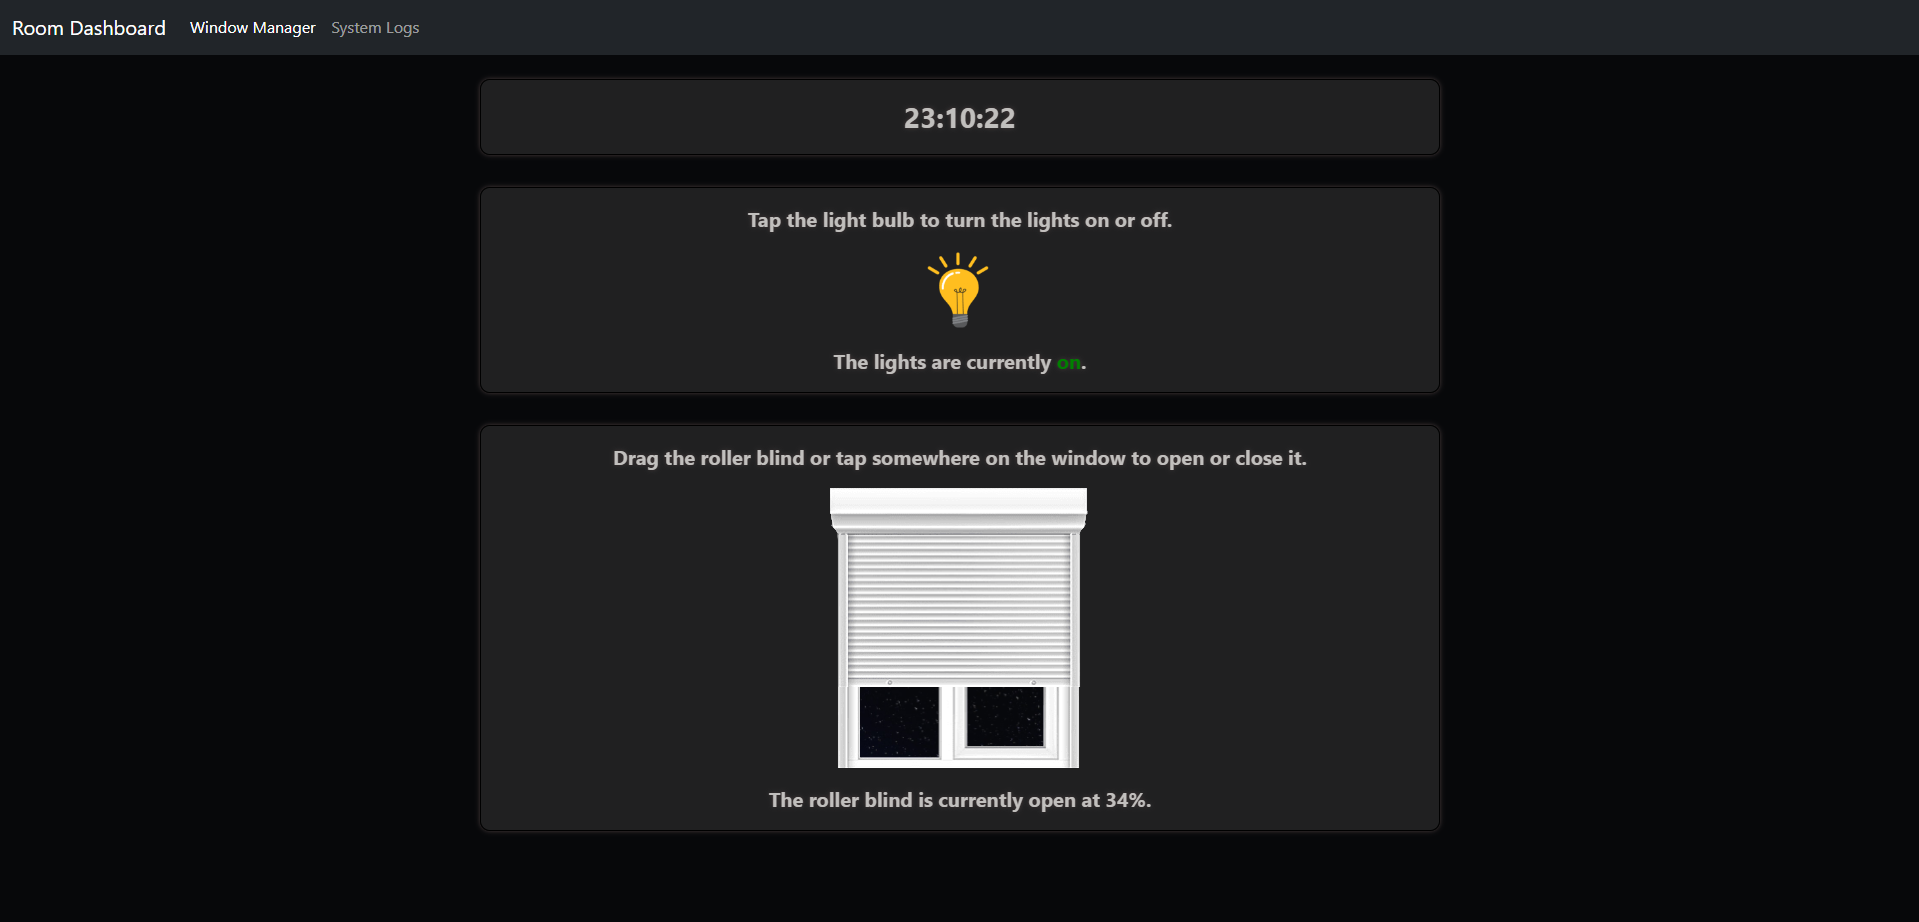 Room Dashboard Window Manager System Logs
23:10:22
Tap the light bulb to turn the lights on or off.
The lights are currently on.
Drag the roller blind or tap somewhere on the window to open or close it.
The roller blind is currently open at 34%.